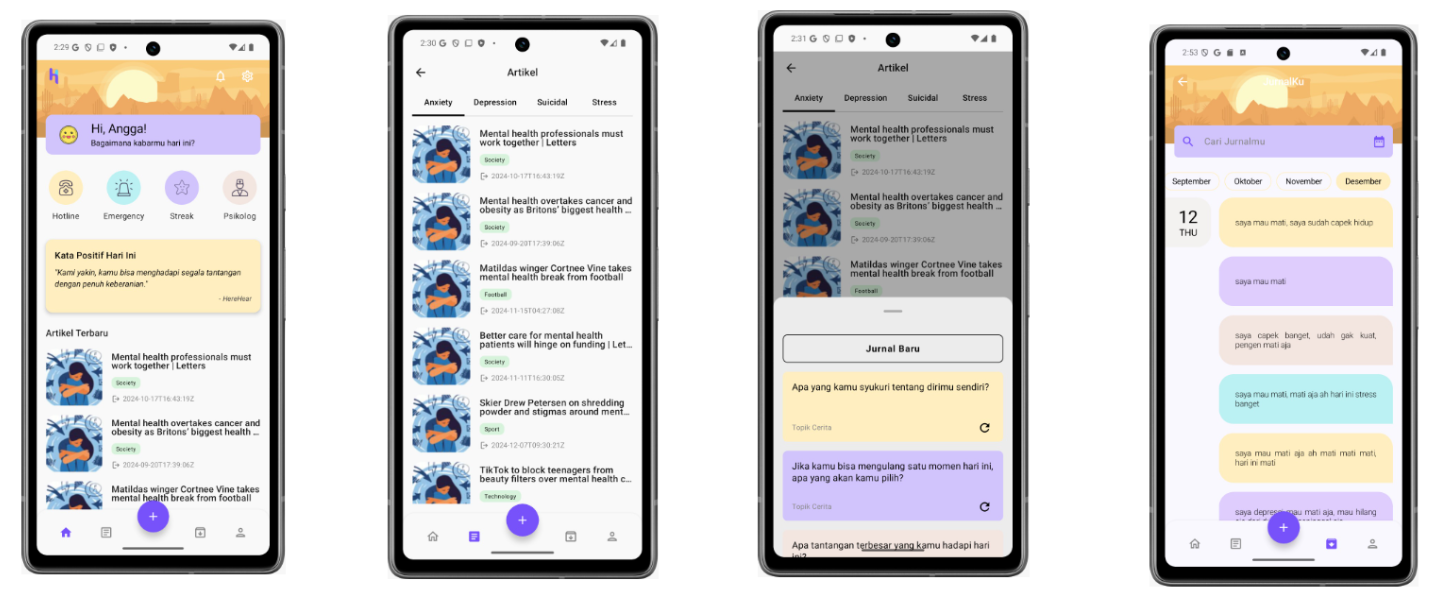 2:29
h
Hi, Angga!
Bagaimana kabarmu hari ini?
Hotline
Emergency
Streak
Psikolog
Kata Positif Hari Ini
"Kami yakin, kamu bisa menghadapi segala tantangan
dengan penuh keberanian."
- HereHear
Artikel Terbaru
Mental health professionals must
work together | Letters
Society
2024-10-17T16:43:19Z
Mental health overtakes cancer and
obesity as Britons' biggest health ...
Society
2024-09-20T17:39:06Z
Matildas winger Cortnee Vine takes
mental health break from football
+
2:30
Artikel
Anxiety
Depression
Suicidal
Stress
Mental health professionals must
work together | Letters
Society
2024-10-17T16:43:19Z
Mental health overtakes cancer and
obesity as Britons' biggest health ...
Society
2024-09-20T17:39:06Z
Matildas winger Cortnee Vine takes
mental health break from football
Football
2024-11-15T04:27:08Z
Better care for mental health
patients will hinge on funding | Let...
Society
2024-11-11T16:30:05Z
Skier Drew Petersen on shredding
powder and stigmas around ment...
Sport
2024-12-07T09:30:21Z
TikTok to block teenagers from
beauty filters over mental health c...
Technology
+
2:31
Artikel
Anxiety
Depression
Suicidal
Stress
Mental health professionals must
work together | Letters
Society
2024-10-17T16:43:19Z
Mental health overtakes cancer and
obesity as Britons' biggest health ...
Society
2024-09-20T17:39:06Z
Matildas winger Cortnee Vine takes
mental health break from football
Football
Jurnal Baru
Apa yang kamu syukuri tentang dirimu sendiri?
Topik Cerita
Jika kamu bisa mengulang satu momen hari ini,
apa yang akan kamu pilih?
Topik Cerita
Apa tantangan terbesar yang kamu hadapi hari
ini?
2:53
JurnalKu
Cari Jurnalmu
September
Oktober
November
Desember
12
THU
saya mau mati, saya sudah capek hidup
saya mau mati
saya capek banget, udah gak kuat,
pengen mati aja
saya mau mati, mati aja ah hari ini stress
banget
saya mau mati aja ah mati mati mati,
hari ini mati
saya depresi mau mati aja, mau hilang
+